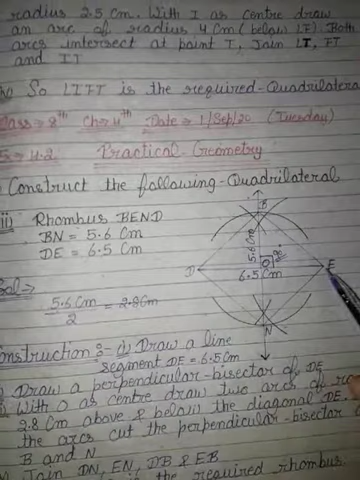 radius 2.5 Cm. With I as centre draw
an arc of radius 4 Cm (below LF). Both
arcs intersect at point T, Join LT, FT
and IT
So LIFT is the required Quadrilateral
Class → 8th Ch → 4th Date → 1/Sep/20 (Tuesday)
Ex → 4.2 Practical Geometry
Construct the following Quadrilateral
ii) Rhombus BEND
BN = 5.6 Cm
DE = 6.5 Cm
B
5.6 Cm
2.8
O
D
E
6.5 Cm
N
Sol →
5.6 Cm / 2 = 2.8 Cm
Construction :- (i) Draw a line
segment DE = 6.5 Cm
Draw a perpendicular bisector of DE
With O as centre draw two arcs of
2.8 Cm above & below the diagonal DE.
the arcs cut the perpendicular bisector
B and N
Join DN, EN, DB & EB
the required rhombus.